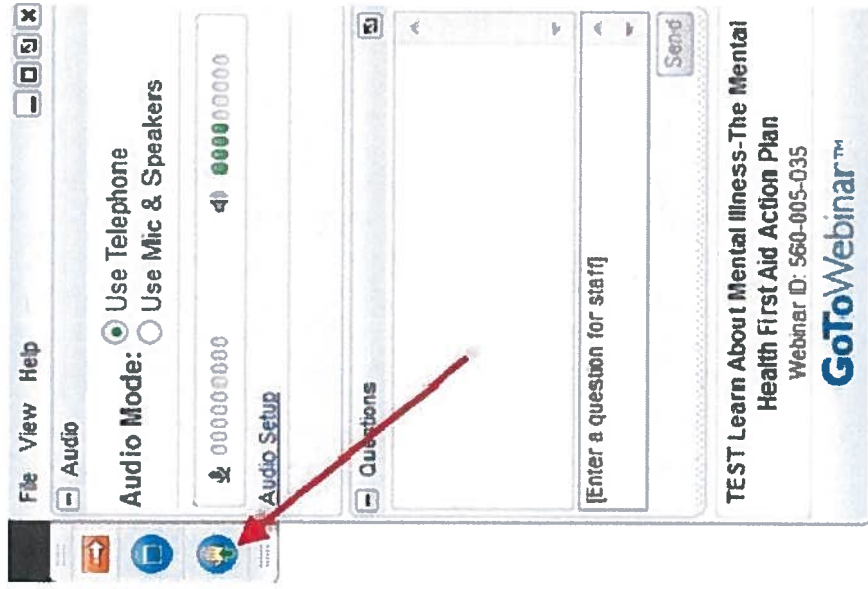 File View Help
Audio
Audio Mode: Use Telephone
Use Mic & Speakers
Audio Setup
Questions
[Enter a question for staff]
Send
TEST Learn About Mental Illness-The Mental
Health First Aid Action Plan
Webinar ID: 560-005-035
GoToWebinar™